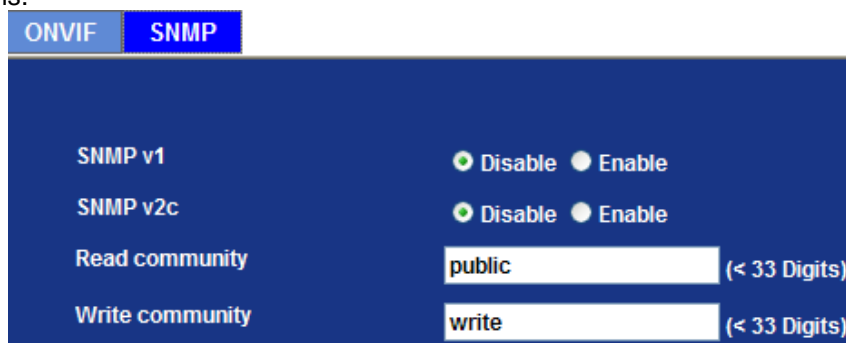 ONVIF SNMP
SNMP v1 Disable Enable
SNMP v2c Disable Enable
Read community public (< 33 Digits)
Write community write (< 33 Digits)